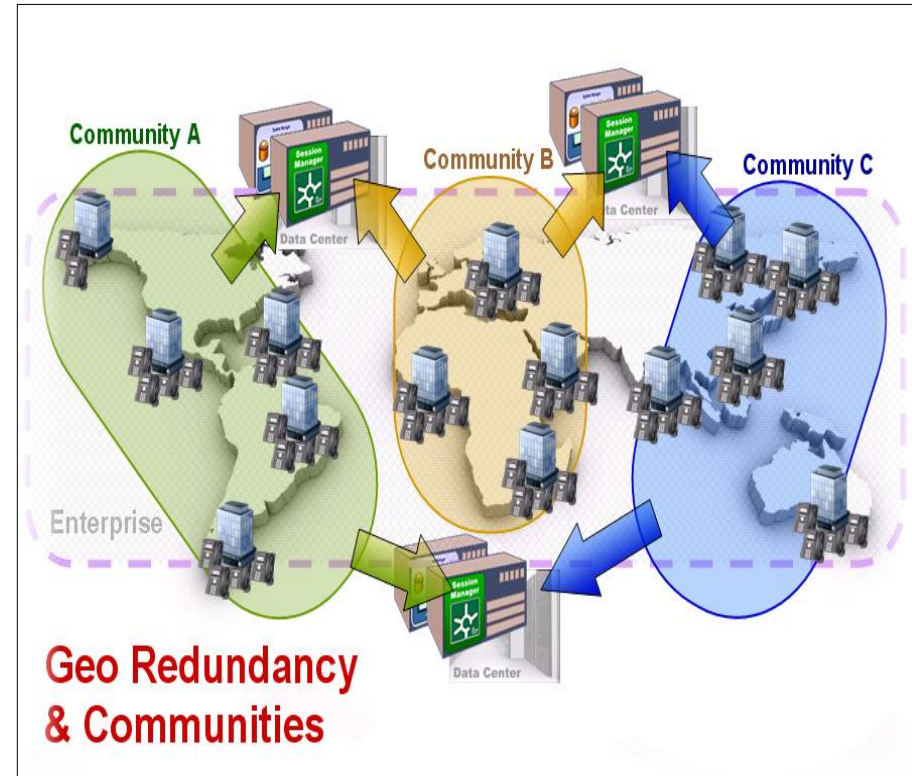 Community A
Community B
Community C
Session
Manager
Data Center
Session
Manager
Data Center
Enterprise
Session
Manager
Data Center
Geo Redundancy
& Communities